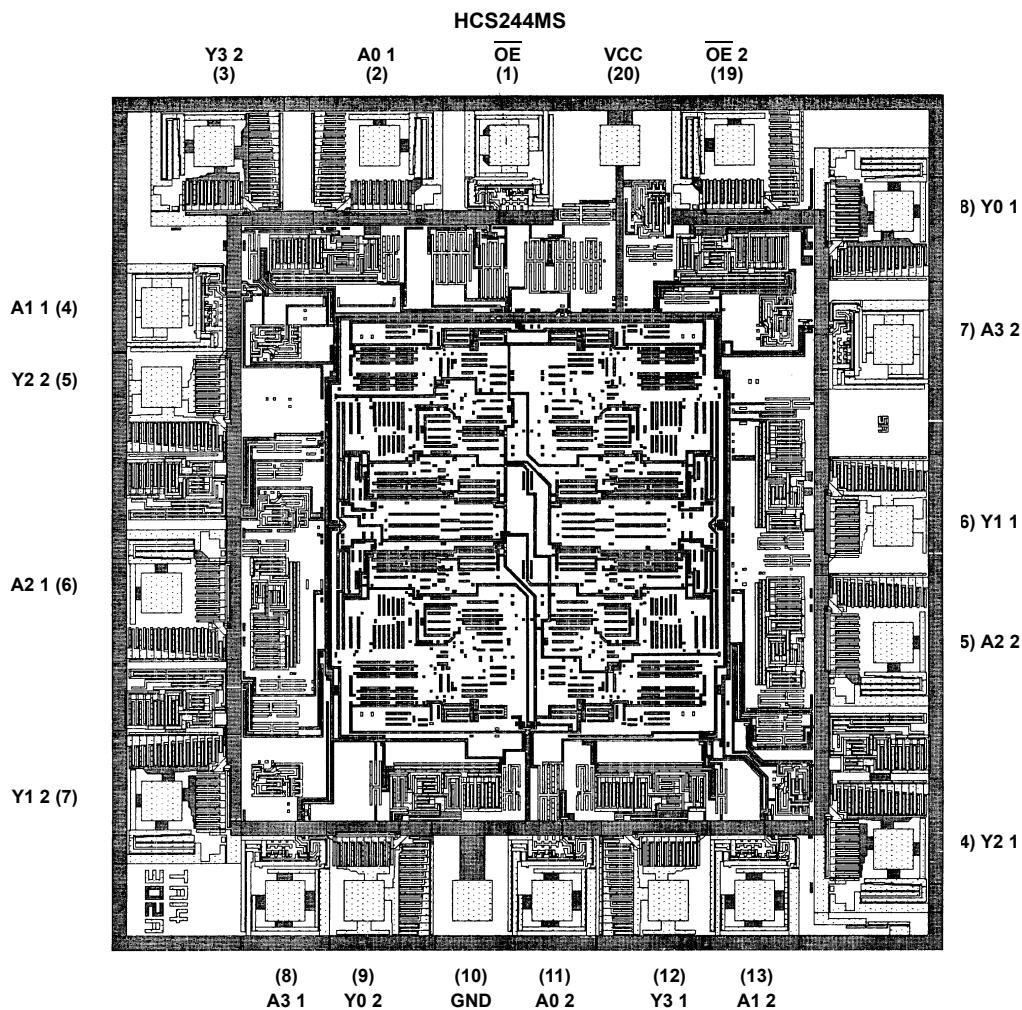 HCS244MS
Y3 2 A0 1 OE VCC OE 2
(3) (2) (1) (20) (19)
8) Y0 1
A1 1 (4)
7) A3 2
Y2 2 (5)
6) Y1 1
A2 1 (6)
5) A2 2
Y1 2 (7)
4) Y2 1
TA14
302A
(8) (9) (10) (11) (12) (13)
A3 1 Y0 2 GND A0 2 Y3 1 A1 2